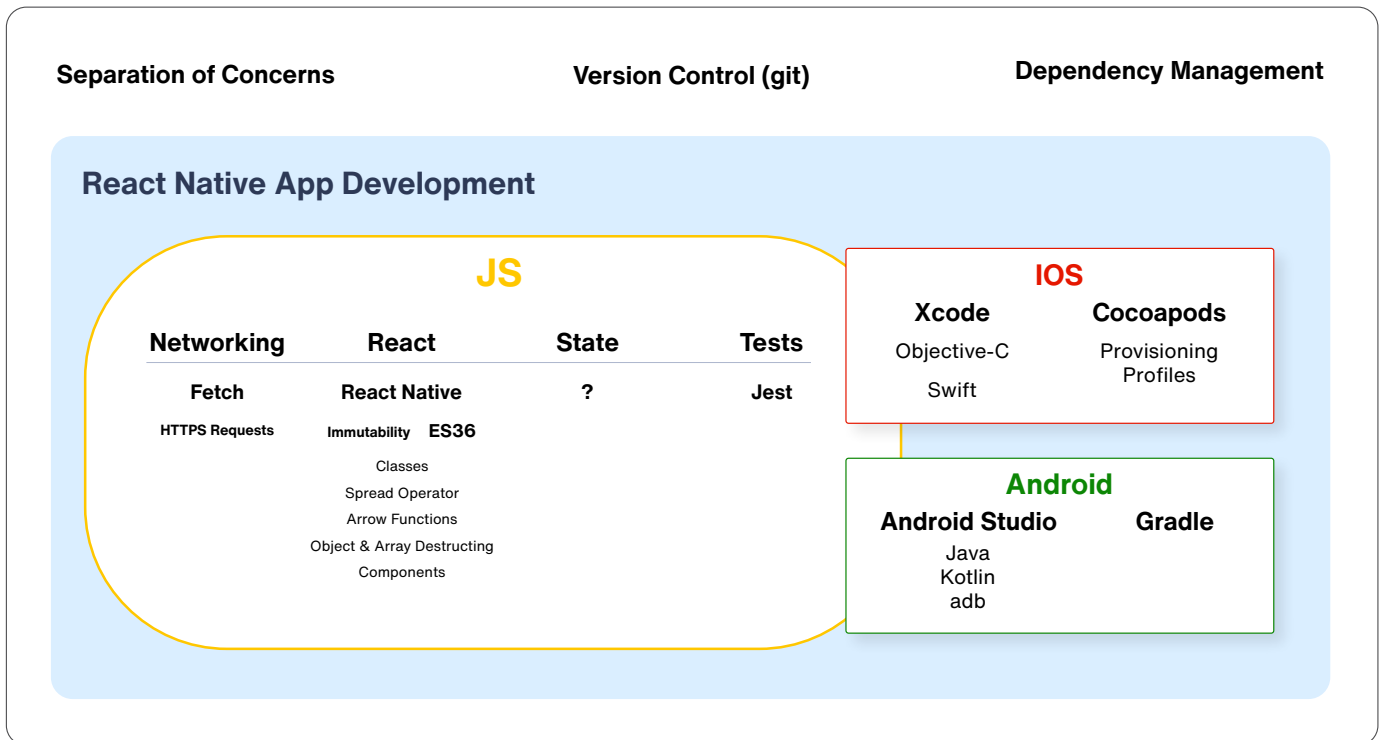 Separation of Concerns
Version Control (git)
Dependency Management
React Native App Development
JS
Networking
React
State
Tests
Fetch
React Native
?
Jest
HTTPS Requests
Immutability
ES36
Classes
Spread Operator
Arrow Functions
Object & Array Destructing
Components
IOS
Xcode
Cocoapods
Objective-C
Swift
Provisioning
Profiles
Android
Android Studio
Gradle
Java
Kotlin
adb